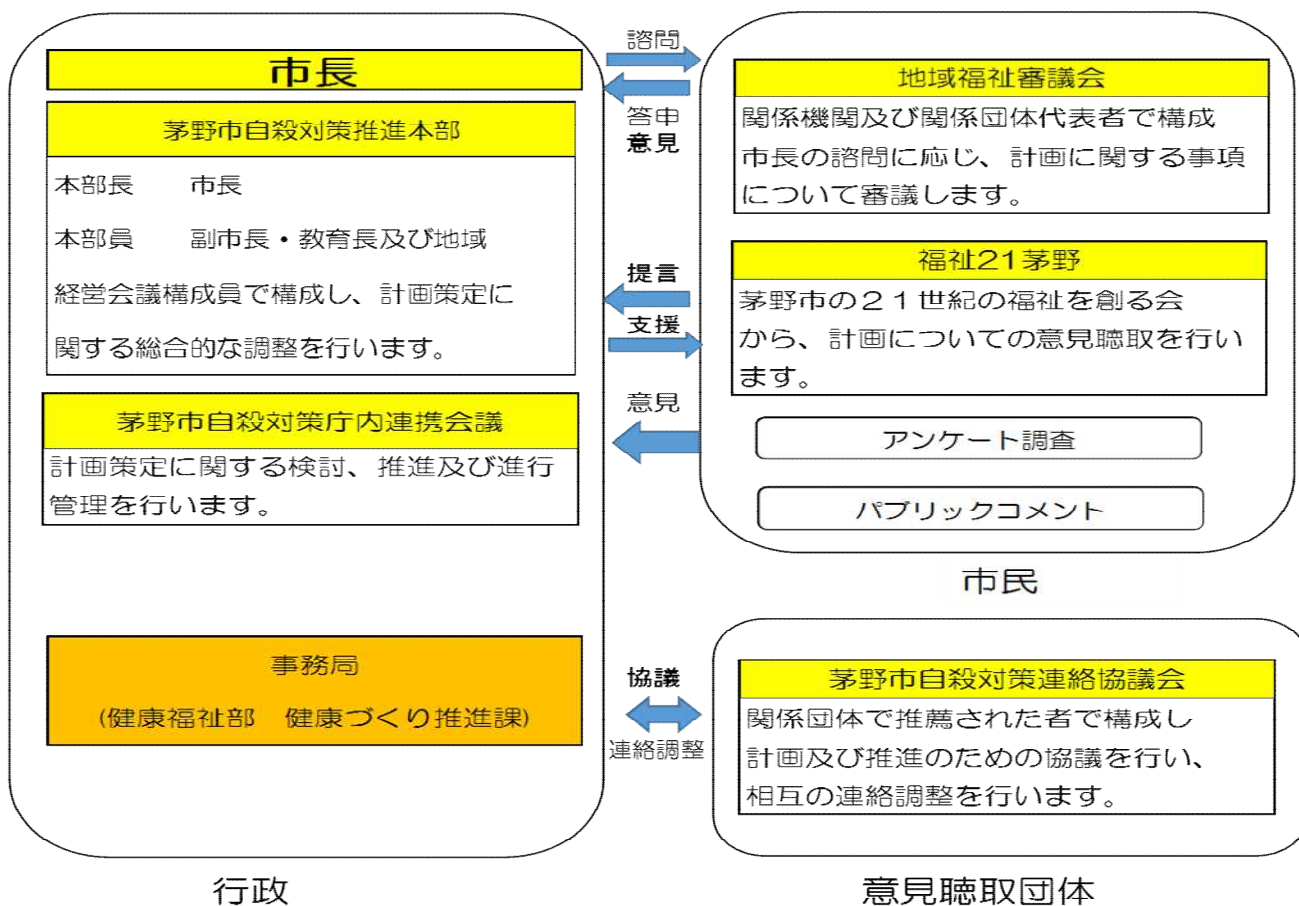 市長
茅野市自殺対策推進本部
本部長　　市長
本部員　　副市長・教育長及び地域
経営会議構成員で構成し、計画策定に
関する総合的な調整を行います。
茅野市自殺対策庁内連携会議
計画策定に関する検討、推進及び進行
管理を行います。
事務局
(健康福祉部　健康づくり推進課)
行政
諮問
答申
意見
提言
支援
意見
協議
連絡調整
地域福祉審議会
関係機関及び関係団体代表者で構成
市長の諮問に応じ、計画に関する事項
について審議します。
福祉21茅野
茅野市の２１世紀の福祉を創る会
から、計画についての意見聴取を行い
ます。
アンケート調査
パブリックコメント
市民
茅野市自殺対策連絡協議会
関係団体で推薦された者で構成し
計画及び推進のための協議を行い、
相互の連絡調整を行います。
意見聴取団体